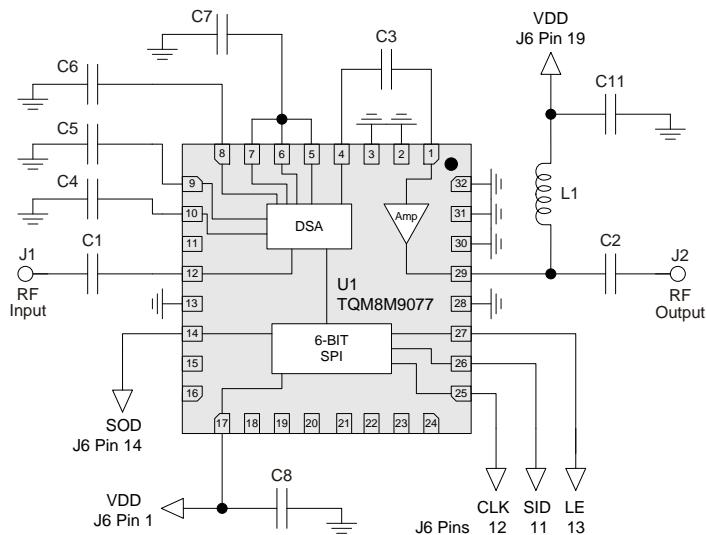 C7
VDD
J6 Pin 19
C6
C3
C11
C5
8 7 6 5 4 3 2 1
C4
9
32
10
DSA
Amp
31
L1
J1
C1
11
30
C2
J2
12
29
RF
Input
U1
TQM8M9077
RF
Output
13
28
14
6-BIT
SPI
27
15
26
16
25
17 18 19 20 21 22 23 24
SOD
J6 Pin 14
C8
VDD
J6 Pin 1
CLK SID LE
J6 Pins 12 11 13